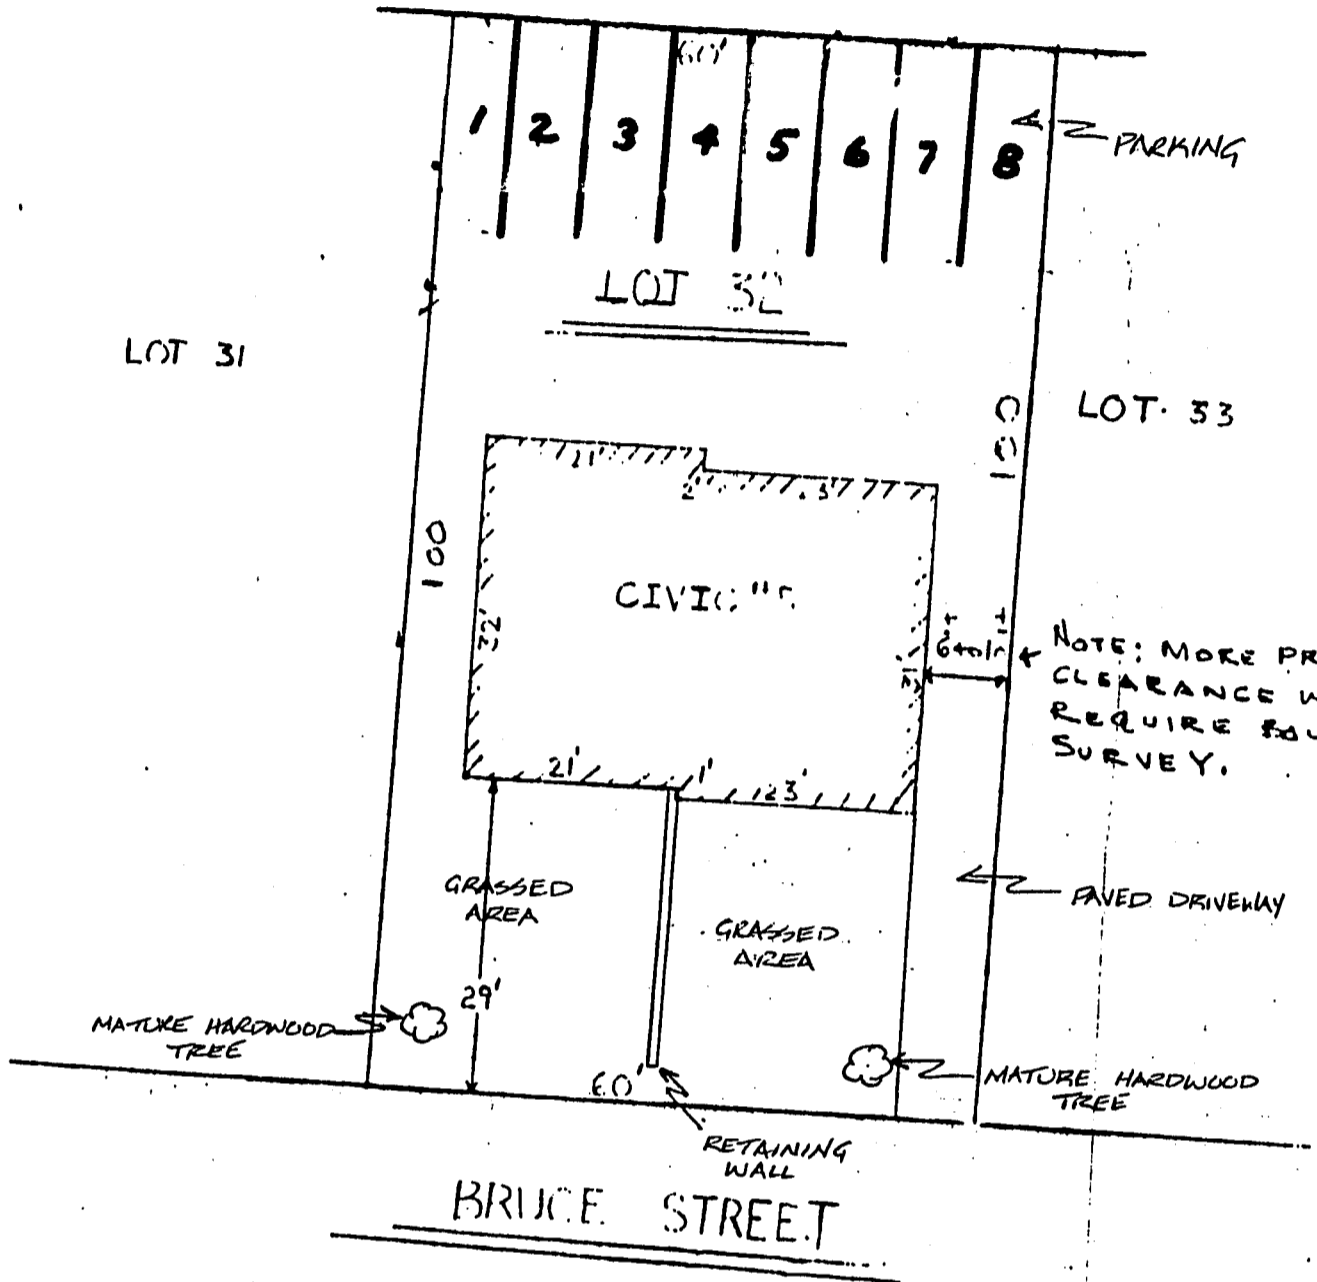 60'
1 2 3 4 5 6 7 8
PARKING
LOT 32
LOT 31
LOT 33
100
100
21'
2'
CIVIC
32'
NOTE: MORE PR
CLEARANCE W
REQUIRE BOU
SURVEY.
21'
1'
23'
GRASSED
AREA
GRASSED
AREA
PAVED DRIVEWAY
29'
MATURE HARDWOOD
TREE
60'
MATURE HARDWOOD
TREE
RETAINING
WALL
BRUCE STREET